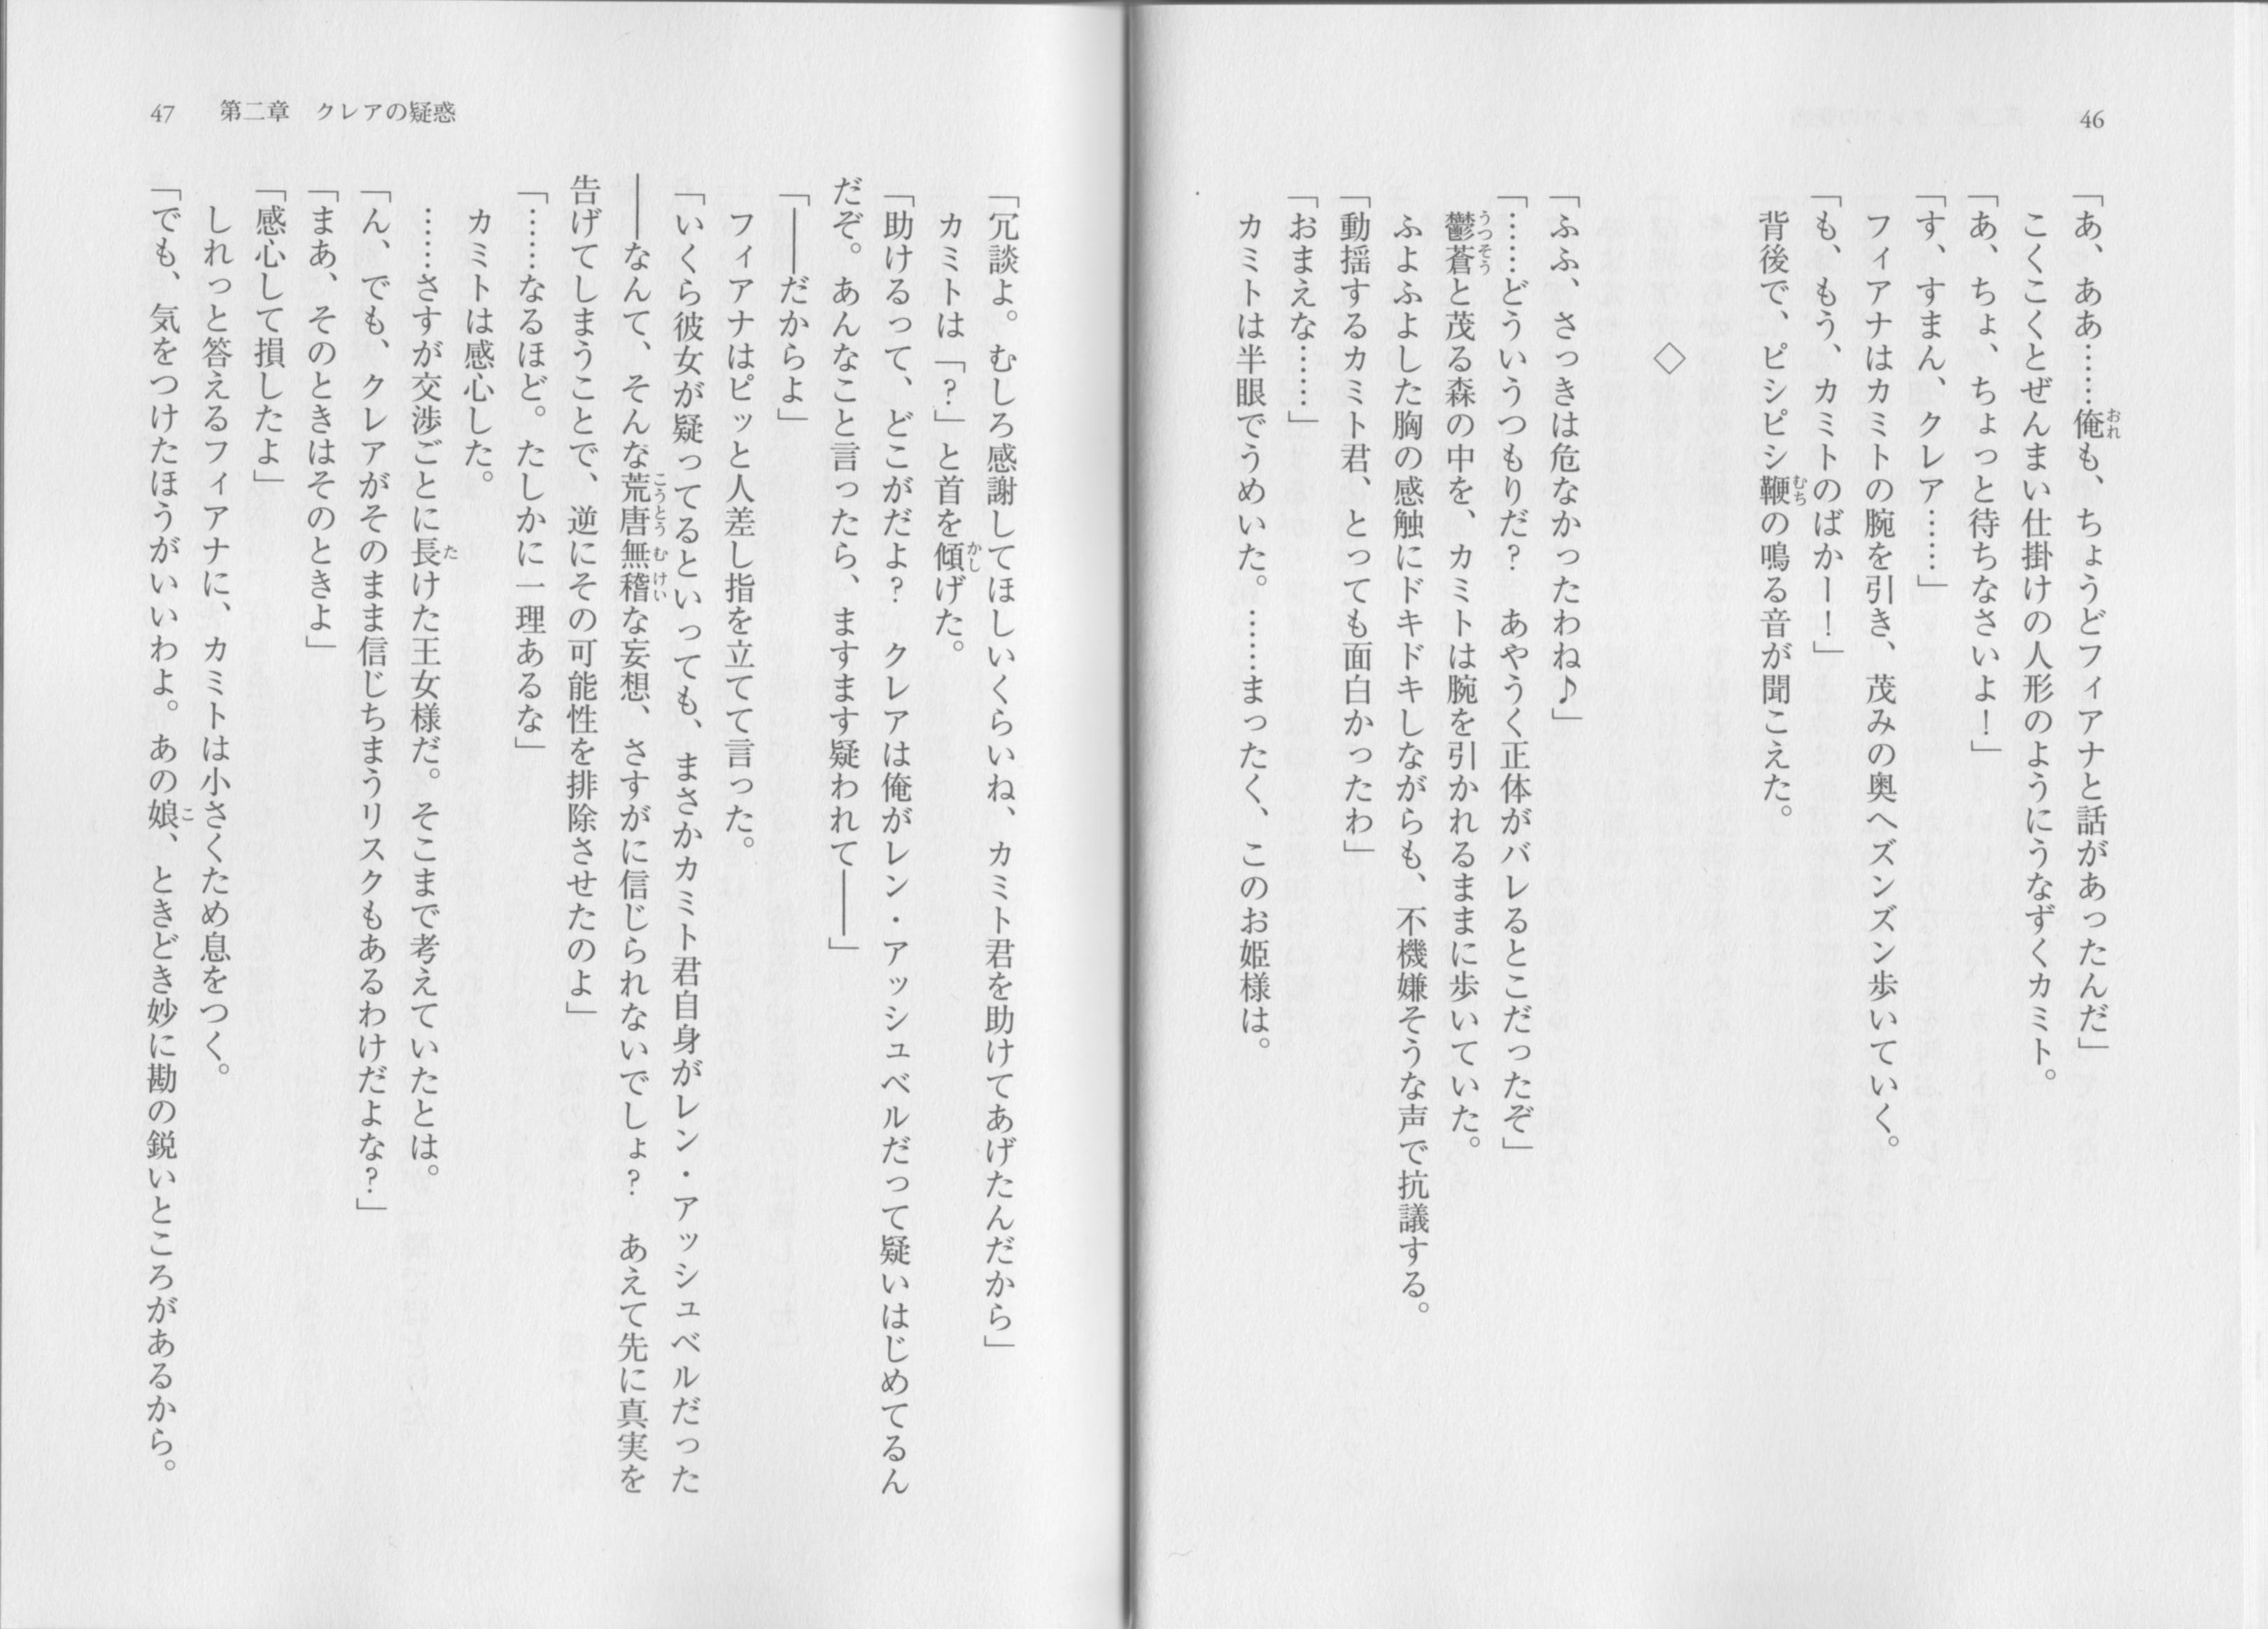 46
「あ、ああ……俺も、ちょうどフィアナと話があったんだ」
こくこくとぜんまい仕掛けの人形のようにうなずくカミト。
「あ、ちょ、ちょっと待ちなさいよ！」
「す、すまん、クレア……」
フィアナはカミトの腕を引き、茂みの奥へズンズン歩いていく。
「も、もう、カミトのばかー！」
背後で、ピシピシ鞭の鳴る音が聞こえた。
◇
「ふふ、さっきは危なかったわね♪」
「……どういうつもりだ？　あやうく正体がバレるとこだったぞ」
鬱蒼と茂る森の中を、カミトは腕を引かれるままに歩いていた。
ふよふよした胸の感触にドキドキしながらも、不機嫌そうな声で抗議する。
「動揺するカミト君、とっても面白かったわ」
「おまえな……」
カミトは半眼でうめいた。……まったく、このお姫様は。
47　第二章　クレアの疑惑
「冗談よ。むしろ感謝してほしいくらいね、カミト君を助けてあげたんだから」
カミトは「？」と首を傾げた。
「助けるって、どこがだよ？　クレアは俺がレン・アッシュベルだって疑いはじめてるん
だぞ。あんなこと言ったら、ますます疑われて――」
「――だからよ」
フィアナはピッと人差し指を立てて言った。
「いくら彼女が疑ってるといっても、まさかカミト君自身がレン・アッシュベルだった
――なんて、そんな荒唐無稽な妄想、さすがに信じられないでしょ？　あえて先に真実を
告げてしまうことで、逆にその可能性を排除させたのよ」
「……なるほど。たしかに一理あるな」
カミトは感心した。
……さすが交渉ごとに長けた王女様だ。そこまで考えていたとは。
「ん、でも、クレアがそのまま信じちまうリスクもあるわけだよな？」
「まあ、そのときはそのときよ」
「感心して損したよ」
しれっと答えるフィアナに、カミトは小さくため息をつく。
「でも、気をつけたほうがいいわよ。あの娘、ときどき妙に勘の鋭いところがあるから。